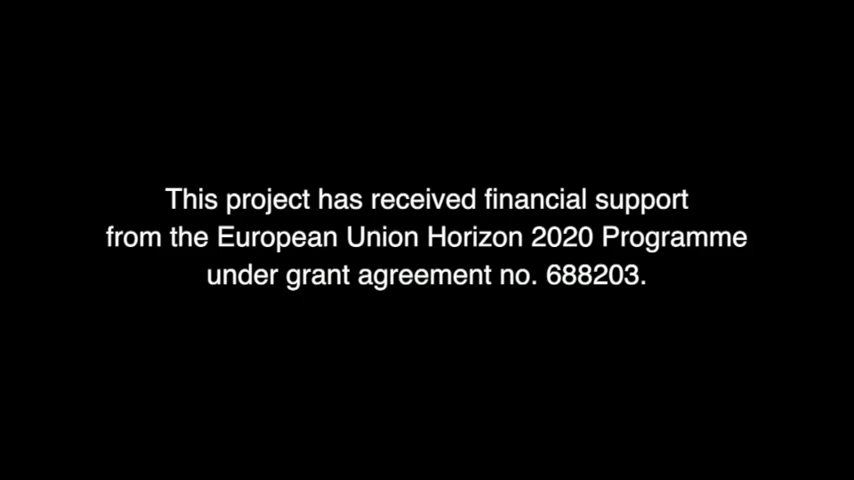 This project has received financial support
from the European Union Horizon 2020 Programme
under grant agreement no. 688203.